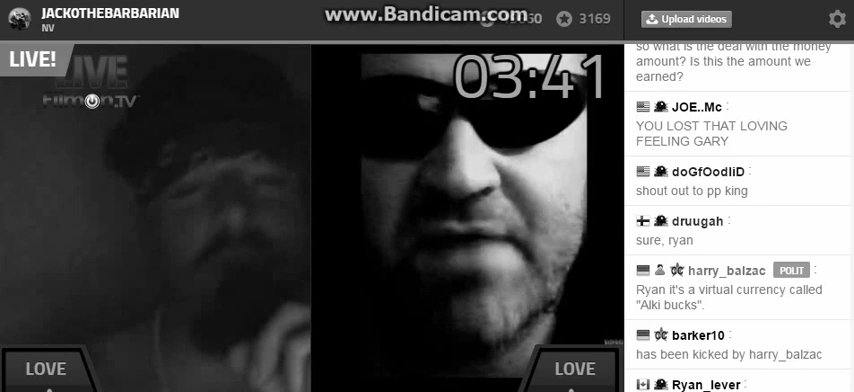 JACKOTHEBARBARIAN
NV
www.Bandicam.com
3169
Upload videos
LIVE!
LIVE
FilmOn.TV
03:41
LOVE
LOVE
so what is the deal with the money
amount? Is this the amount we
earned?
JOE..Mc :
YOU LOST THAT LOVING
FEELING GARY
doGfOodliD :
shout out to pp king
druugah :
sure, ryan
harry_balzac POLIT :
Ryan it's a virtual currency called
"Alki bucks".
barker10 :
has been kicked by harry_balzac
Ryan_lever :